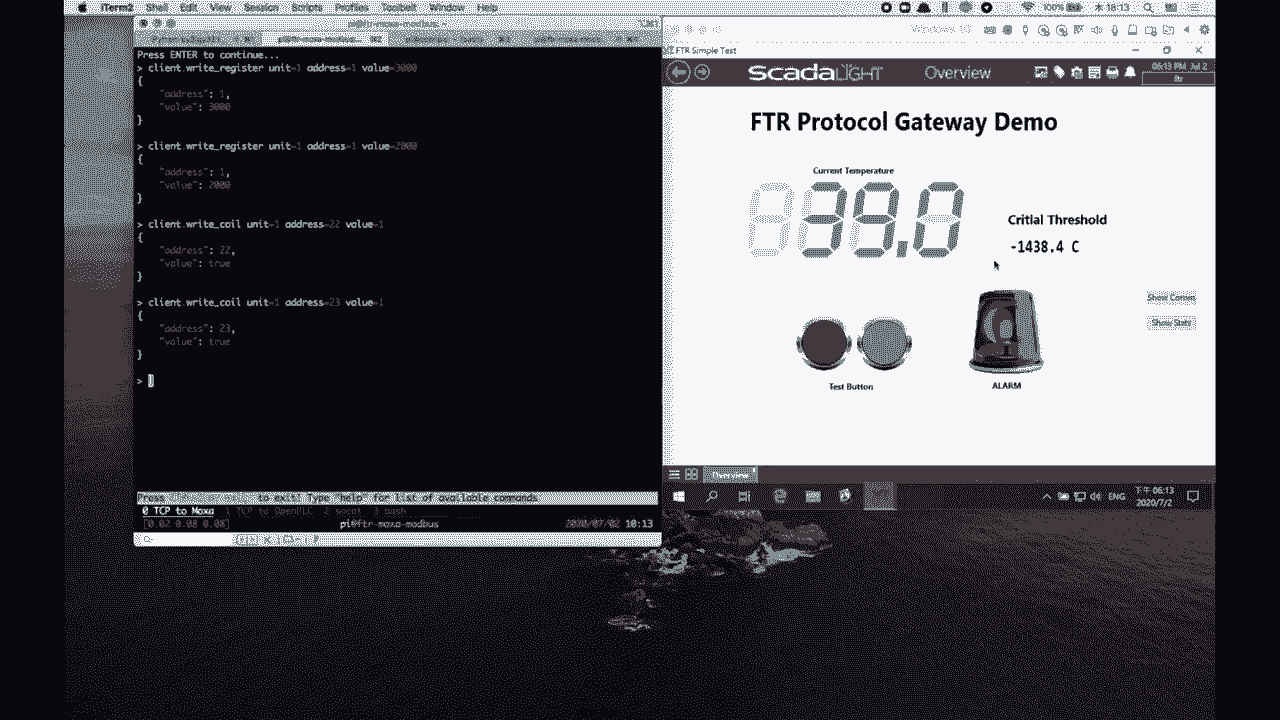 iTerm2 Shell Edit View Session Scripts Profiles Toolbelt Window Help
100%
木 18:13
Windows 10
Press ENTER to continue...
> client.write_register unit=1 address=1 value=3000
{
"address": 1,
"value": 3000
}
> client.write_register unit=1 address=1 value=2000
{
"address": 1,
"value": 2000
}
> client.write_coil unit=1 address=22 value=1
{
"address": 22,
"value": true
}
> client.write_coil unit=1 address=23 value=1
{
"address": 23,
"value": true
}
>
Press to exit! Type "help" for list of available commands
0 TCP to Moxa 1 TCP to OpenPLC 2 socat 3 bash
[0.02 0.08 0.08] pi@ftr-moxa-modbus 2020/07/02 10:13
FTR Simple Test
ScadaLIGHT Overview
06:13 PM, Jul 2
ftr
FTR Protocol Gateway Demo
Current Temperature
39.0
Critial Threshold
-1438.4 C
Show Comms
Show Stats
Test Button
ALARM
Overview
ENG
下午 06:13
2020/7/2